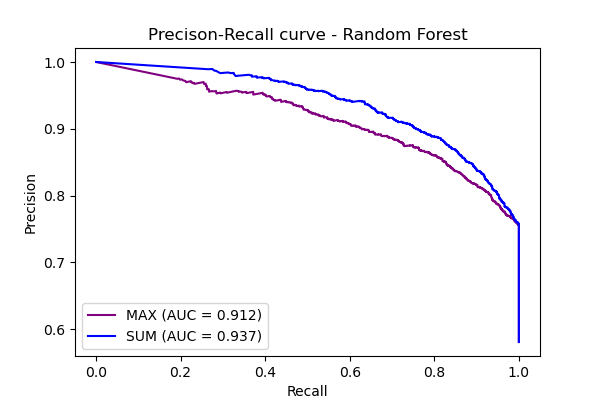 Precison-Recall curve - Random Forest
Precision
1.0
0.9
0.8
0.7
0.6
MAX (AUC = 0.912)
SUM (AUC = 0.937)
0.0 0.2 0.4 0.6 0.8 1.0
Recall